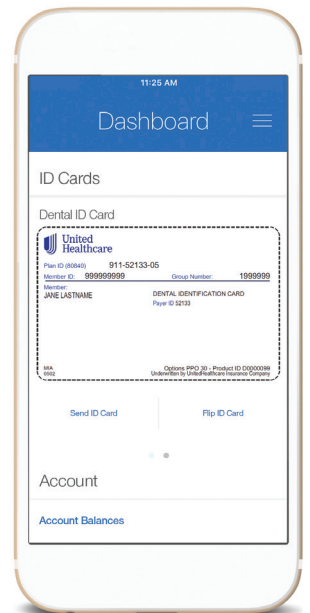 11:25 AM
Dashboard
ID Cards
Dental ID Card
United
Healthcare
Plan ID (80840) 911-52133-05
Member ID: 999999999 Group Number: 1999999
Member:
JANE LASTNAME DENTAL IDENTIFICATION CARD
Payer ID 52133
MIA Options PPO 30 - Product ID D0000099
0502 Underwritten by UnitedHealthcare Insurance Company
Send ID Card Flip ID Card
Account
Account Balances